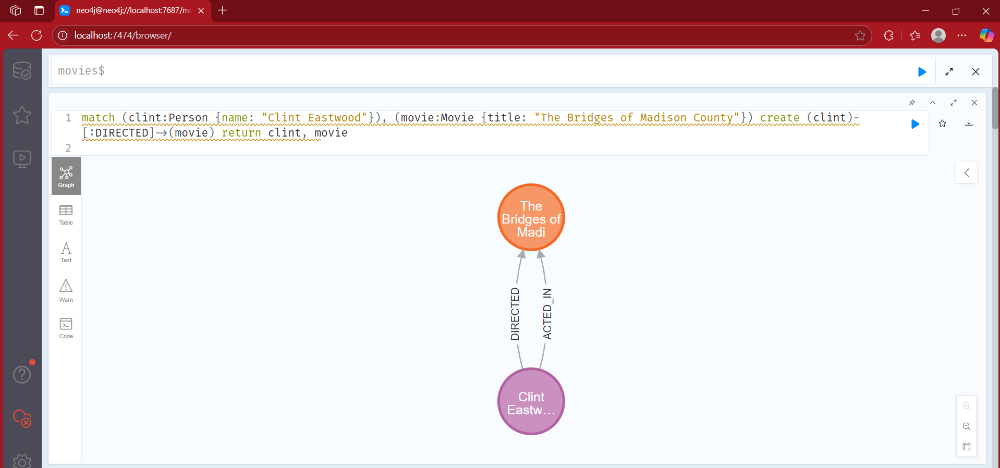 neo4j@neo4j://localhost:7687/mo
localhost:7474/browser/
movies$
1 match (clint:Person {name: "Clint Eastwood"}), (movie:Movie {title: "The Bridges of Madison County"}) create (clint)-
[:DIRECTED]->(movie) return clint, movie
2
Graph
Table
Text
Warn
Code
The
Bridges of
Madi
DIRECTED
ACTED_IN
Clint
Eastw...